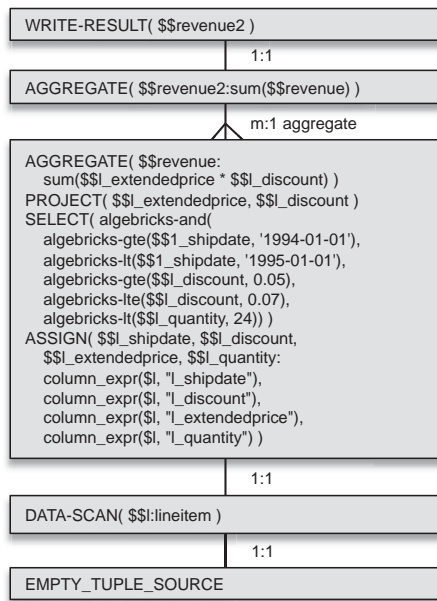 WRITE-RESULT( $$revenue2 )
1:1
AGGREGATE( $$revenue2:sum($$revenue) )
m:1 aggregate
AGGREGATE( $$revenue:
sum($$l_extendedprice * $$l_discount) )
PROJECT( $$l_extendedprice, $$l_discount )
SELECT( algebricks-and(
algebricks-gte($$1_shipdate, '1994-01-01'),
algebricks-lt($$1_shipdate, '1995-01-01'),
algebricks-gte($$l_discount, 0.05),
algebricks-lte($$l_discount, 0.07),
algebricks-lt($$l_quantity, 24)) )
ASSIGN( $$l_shipdate, $$l_discount,
$$l_extendedprice, $$l_quantity:
column_expr($l, "l_shipdate"),
column_expr($l, "l_discount"),
column_expr($l, "l_extendedprice"),
column_expr($l, "l_quantity") )
1:1
DATA-SCAN( $$l:lineitem )
1:1
EMPTY_TUPLE_SOURCE